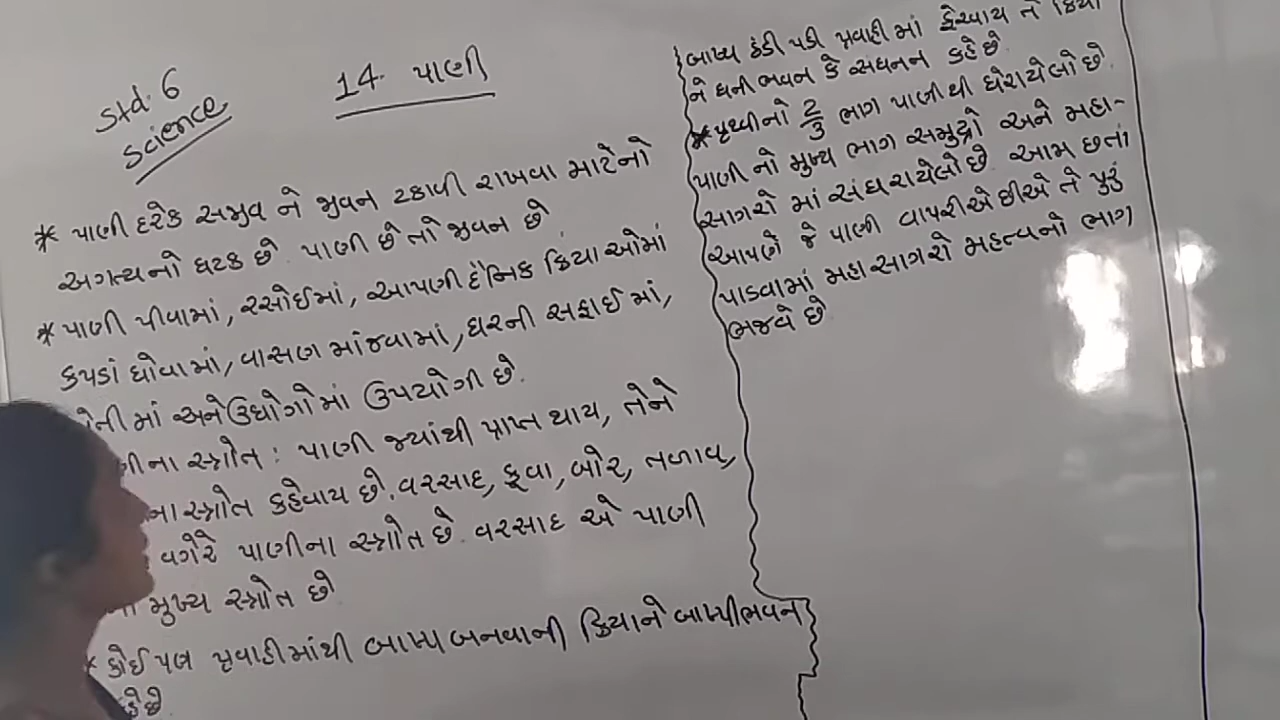 Std. 6
Science
14. પાણી
* પાણી દરેક સજીવ ને જીવન ટકાવી રાખવા માટેનો
અગત્યનો ઘટક છે. પાણી છે તો જીવન છે
* પાણી પીવામાં, રસોઈમાં, આપણી દૈનિક ક્રિયાઓમાં
કપડાં ધોવામાં, વાસણ માંજવામાં, ઘરની સફાઈ માં,
માં અને ઉદ્યોગોમાં ઉપયોગી છે.
સ્ત્રોત : પાણી જ્યાંથી પ્રાપ્ત થાય, તેને
સ્ત્રોત કહેવાય છે. વરસાદ, કૂવા, બોર, તળાવ,
વગેરે પાણીના સ્ત્રોત છે. વરસાદ એ પાણી
મુખ્ય સ્ત્રોત છે
* કોઈ પણ પ્રવાહીમાંથી બાષ્પ બનવાની ક્રિયાને બાષ્પીભવન
કહે છે.
બાષ્પ ઠંડી પડી પ્રવાહી માં ફેરવાય તે ક્રિયા
ને ઘનીભવન કે સઘનન કહે છે.
* પૃથ્વીનો 2/3 ભાગ પાણીથી ઘેરાયેલો છે.
પાણી નો મુખ્ય ભાગ સમુદ્રો અને મહા-
સાગરો માં સંઘરાયેલો છે. આમ છતાં
આપણે જે પાણી વાપરીએ છીએ તે પુરું
પાડવામાં મહાસાગરો મહત્વનો ભાગ
ભજવે છે